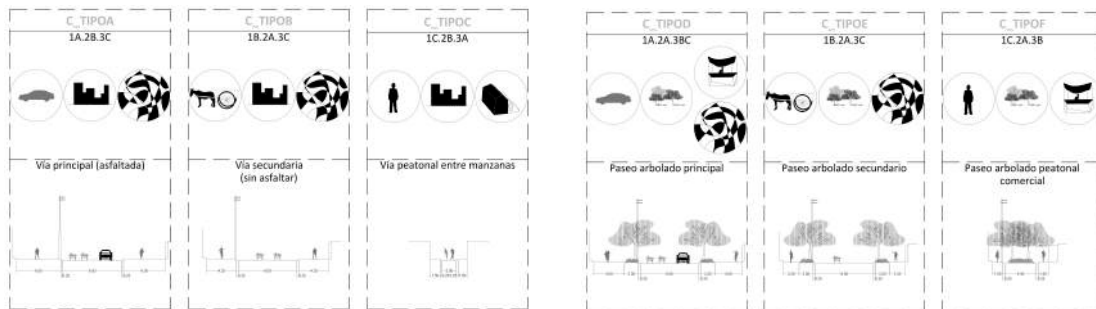 C_TIPOA
1A.2B.3C
Vía principal (asfaltada)
C_TIPOB
1B.2A.3C
Vía secundaria
(sin asfaltar)
C_TIPOC
1C.2B.3A
Vía peatonal entre manzanas
C_TIPOD
1A.2A.3BC
Paseo arbolado principal
C_TIPOE
1B.2A.3C
Paseo arbolado secundario
C_TIPOF
1C.2A.3B
Paseo arbolado peatonal
comercial